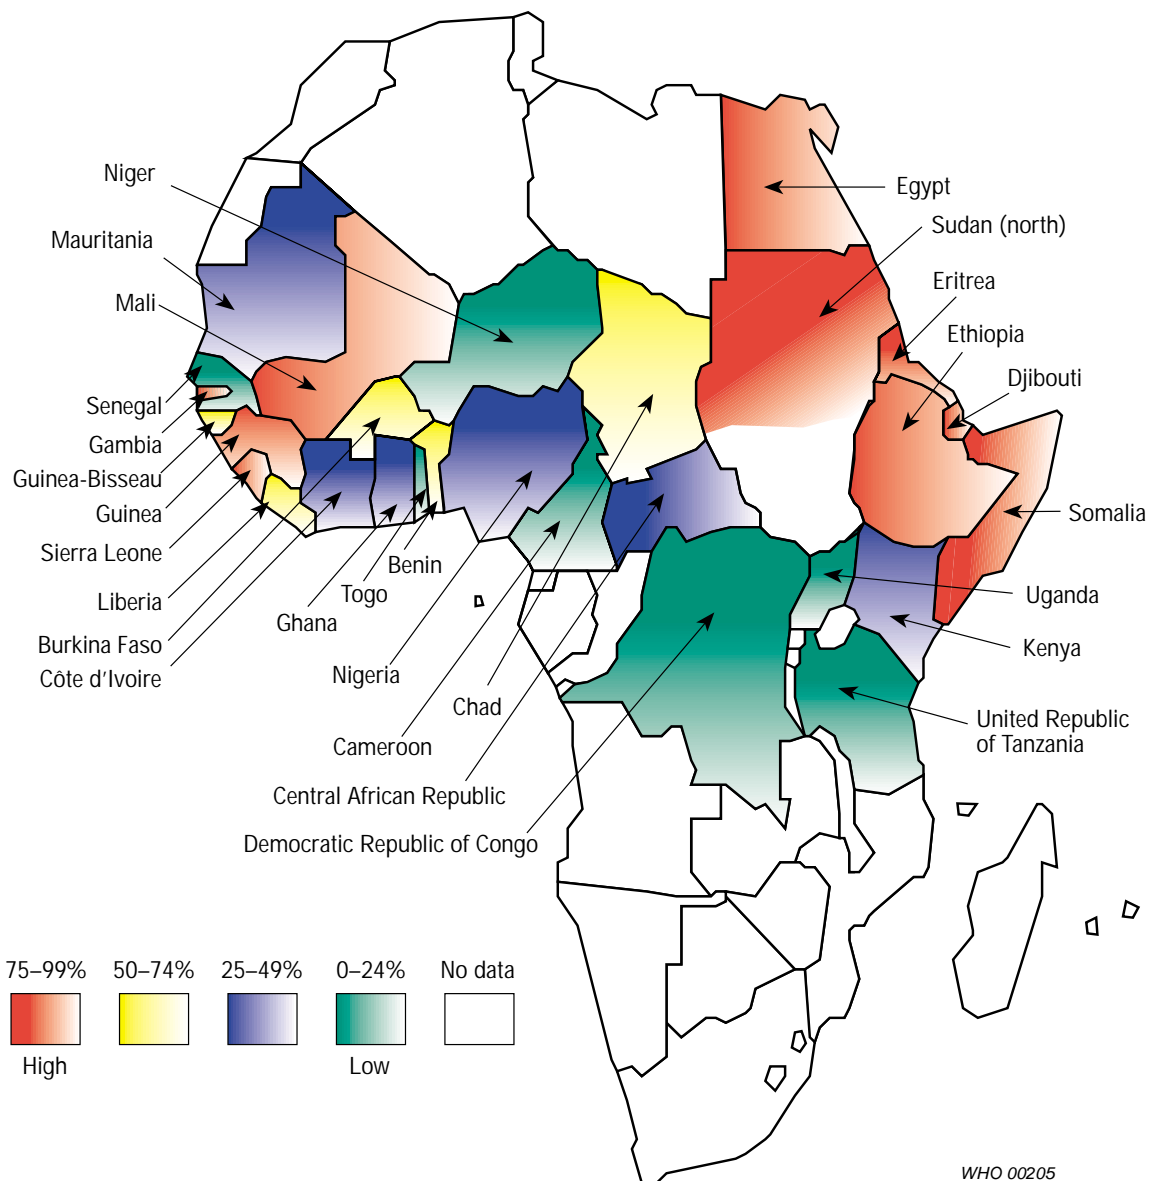 Niger
Mauritania
Mali
Senegal
Gambia
Guinea-Bisseau
Guinea
Sierra Leone
Liberia
Burkina Faso
Côte d'Ivoire
Ghana
Togo
Benin
Nigeria
Cameroon
Chad
Central African Republic
Democratic Republic of Congo
Egypt
Sudan (north)
Eritrea
Ethiopia
Djibouti
Somalia
Uganda
Kenya
United Republic
of Tanzania
75–99%
50–74%
25–49%
0–24%
No data
High
Low
WHO 00205